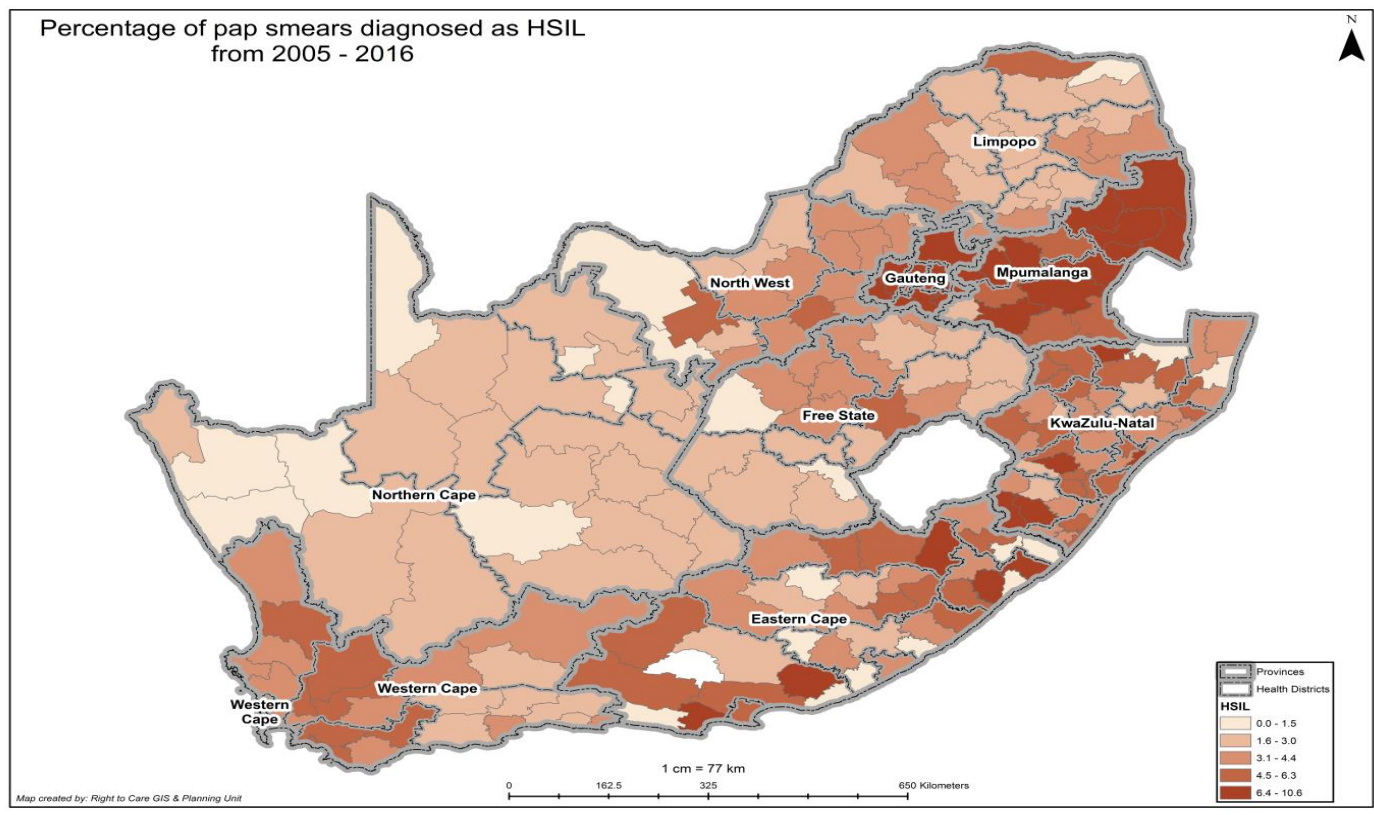 Percentage of pap smears diagnosed as HSIL
from 2005 - 2016
N
Limpopo
North West
Gauteng
Mpumalanga
Free State
KwaZulu-Natal
Northern Cape
Eastern Cape
Western Cape
Western
Cape
Provinces
Health Districts
HSIL
0.0 - 1.5
1.6 - 3.0
3.1 - 4.4
4.5 - 6.3
6.4 - 10.6
1 cm = 77 km
0 162.5 325 650 Kilometers
Map created by: Right to Care GIS & Planning Unit